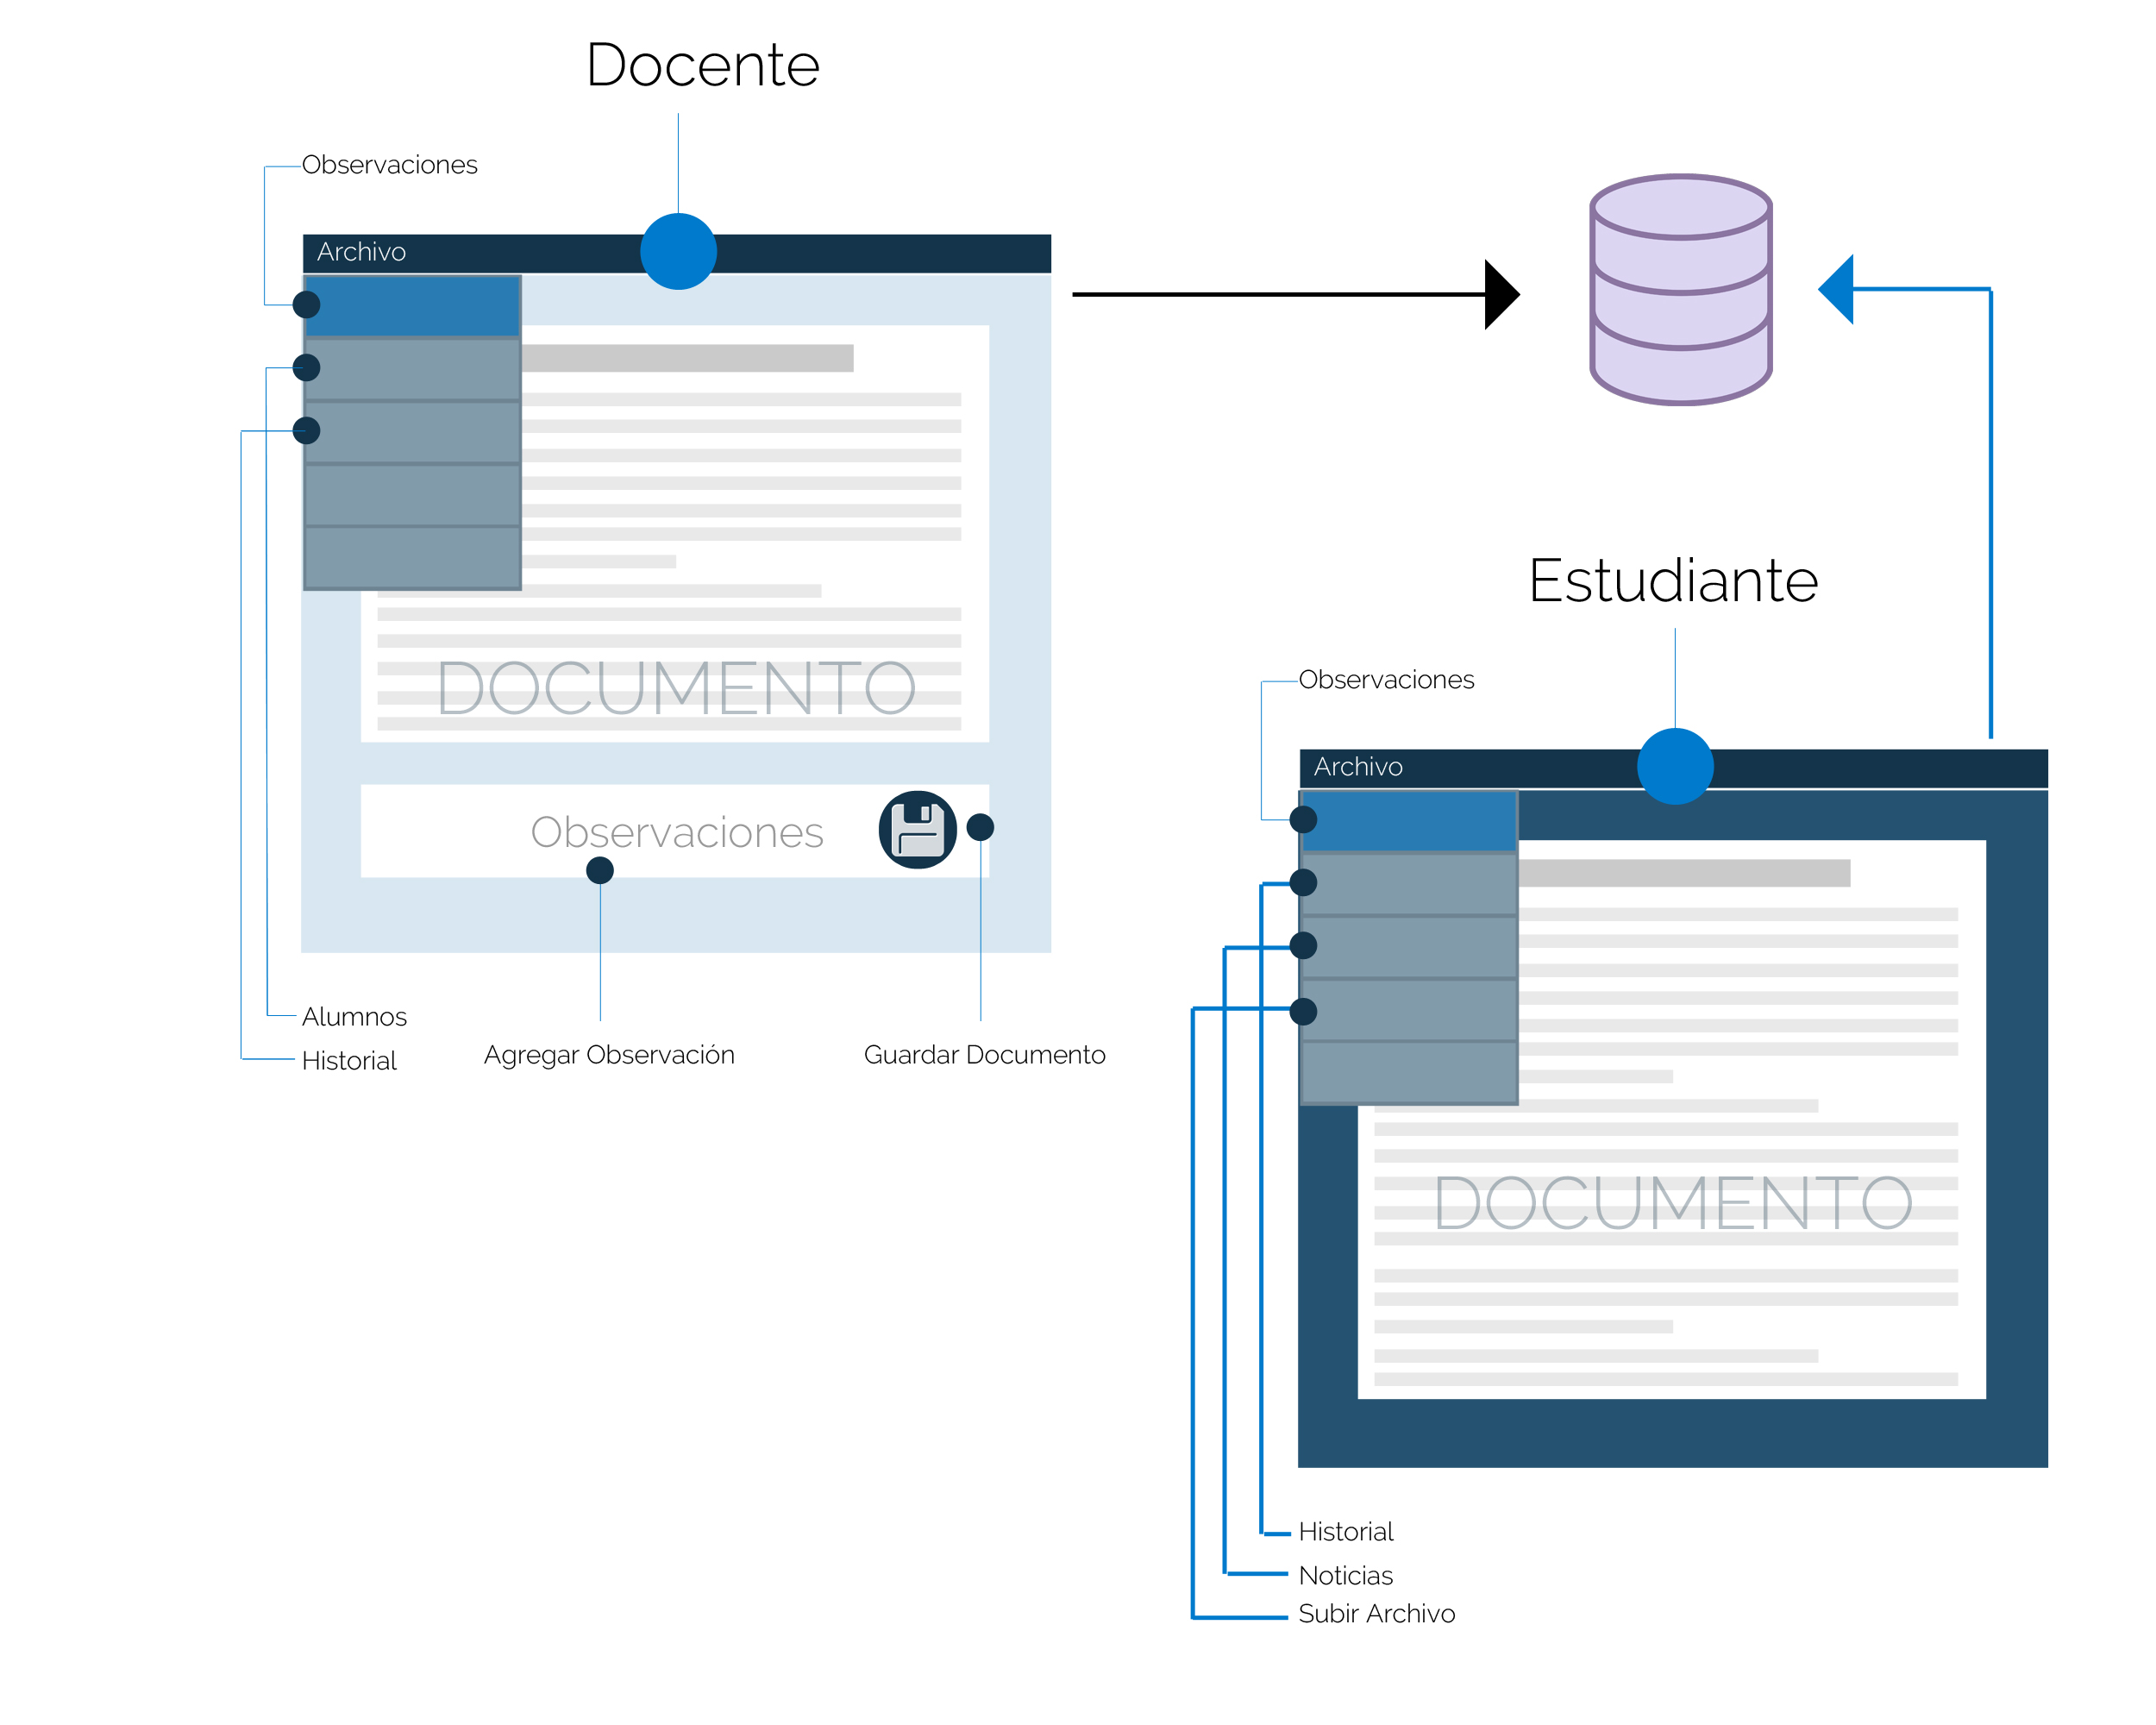 Docente
Observaciones
Archivo
DOCUMENTO
Observaciones
Alumnos
Historial
Agregar Observación
Guardar Documento
Estudiante
Observaciones
Archivo
DOCUMENTO
Historial
Noticias
Subir Archivo